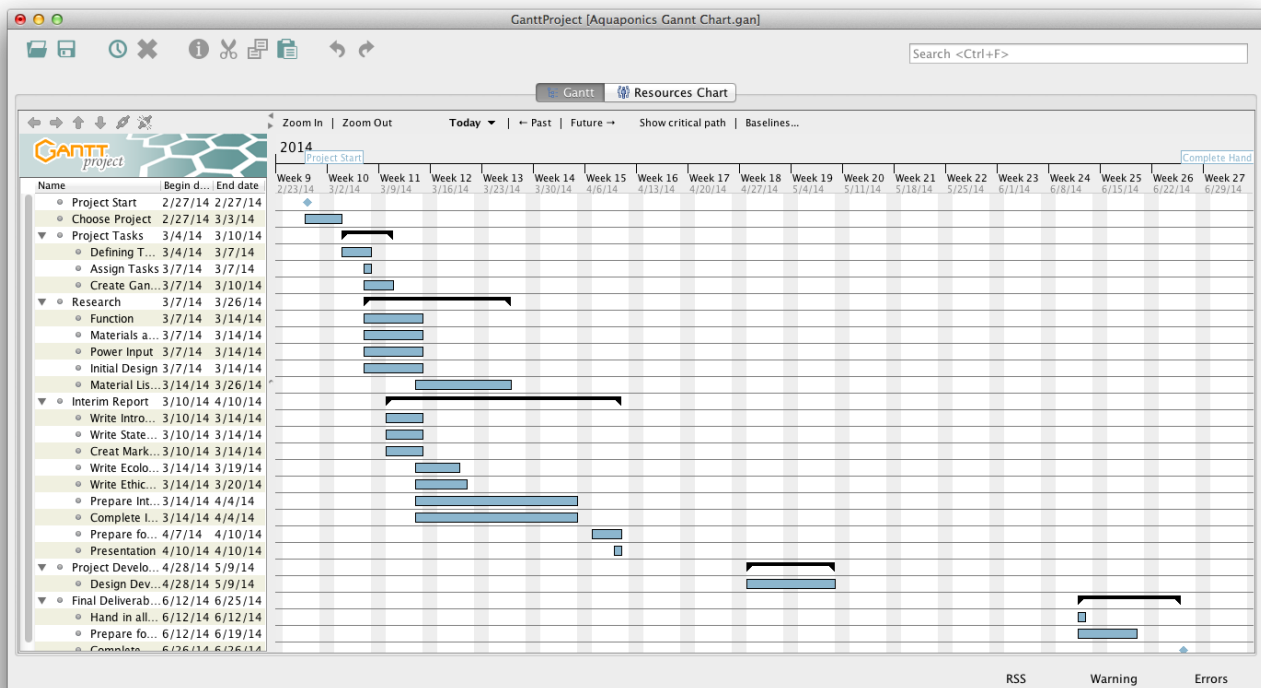 GanttProject [Aquaponics Gannt Chart.gan]
Search <Ctrl+F>
Gantt Resources Chart
Zoom In | Zoom Out Today ▼ | ← Past | Future → Show critical path | Baselines...
GANTT project
2014
Project Start Complete Hand
Week 9 Week 10 Week 11 Week 12 Week 13 Week 14 Week 15 Week 16 Week 17 Week 18 Week 19 Week 20 Week 21 Week 22 Week 23 Week 24 Week 25 Week 26 Week 27
2/23/14 3/2/14 3/9/14 3/16/14 3/23/14 3/30/14 4/6/14 4/13/14 4/20/14 4/27/14 5/4/14 5/11/14 5/18/14 5/25/14 6/1/14 6/8/14 6/15/14 6/22/14 6/29/14
Name Begin d... End date
Project Start 2/27/14 2/27/14
Choose Project 2/27/14 3/3/14
Project Tasks 3/4/14 3/10/14
Defining T... 3/4/14 3/7/14
Assign Tasks 3/7/14 3/7/14
Create Gan... 3/7/14 3/10/14
Research 3/7/14 3/26/14
Function 3/7/14 3/14/14
Materials a... 3/7/14 3/14/14
Power Input 3/7/14 3/14/14
Initial Design 3/7/14 3/14/14
Material Lis... 3/14/14 3/26/14
Interim Report 3/10/14 4/10/14
Write Intro... 3/10/14 3/14/14
Write State... 3/10/14 3/14/14
Creat Mark... 3/10/14 3/14/14
Write Ecolo... 3/14/14 3/19/14
Write Ethic... 3/14/14 3/20/14
Prepare Int... 3/14/14 4/4/14
Complete I... 3/14/14 4/4/14
Prepare fo... 4/7/14 4/10/14
Presentation 4/10/14 4/10/14
Project Develo... 4/28/14 5/9/14
Design Dev... 4/28/14 5/9/14
Final Deliverab... 6/12/14 6/25/14
Hand in all... 6/12/14 6/12/14
Prepare fo... 6/12/14 6/19/14
Complete... 6/26/14 6/26/14
RSS Warning Errors